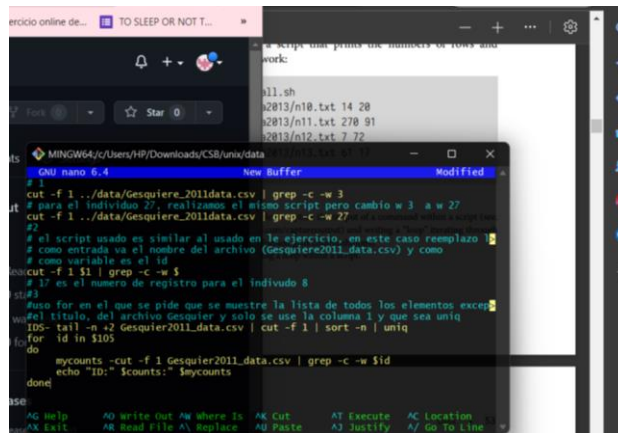 ercicio online de...
TO SLEEP OR NOT T...
»
a script that prints the numbers of rows and
work:
Fork 0
Star 0
all.sh
a2013/n10.txt 14 20
a2013/n11.txt 270 91
a2013/n12.txt 7 72
MINGW64:/c/Users/HP/Downloads/CSB/unix/data
GNU nano 6.4 New Buffer Modified
# 1
cut -f 1 ../data/Gesquiere_2011data.csv | grep -c -w 3
# para el individuo 27, realizamos el mismo script pero cambio w 3 a w 27
cut -f 1 ../data/Gesquiere_2011data.csv | grep -c -w 27
#2
# el script usado es similar al usado en le ejercicio, en este caso reemplazo l>
# como entrada va el nombre del archivo (Gesquiere2011_data.csv) y como
# como variable es el id
cut -f 1 $1 | grep -c -w $
# 17 es el numero de registro para el indivudo 8
#3
#uso for en el que se pide que se muestre la lista de todos los elementos excep>
#el titulo, del archivo Gesquier y solo se use la columna 1 y que sea uniq
IDS- tail -n +2 Gesquier2011_data.csv | cut -f 1 | sort -n | uniq
for id in $105
do
mycounts -cut -f 1 Gesquier2011_data.csv | grep -c -w $id
echo "ID:" $counts:" $mycounts
done
^G Help ^O Write Out ^W Where Is ^K Cut ^T Execute ^C Location
^X Exit ^R Read File ^\ Replace ^U Paste ^J Justify ^/ Go To Line